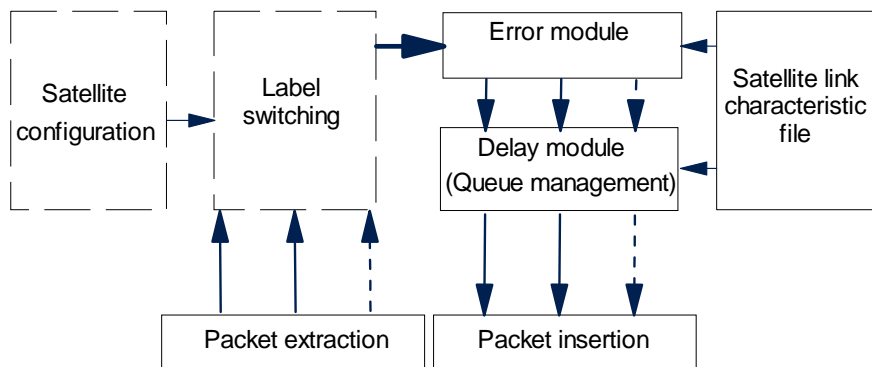 Satellite
configuration
Label
switching
Error module
Delay module
(Queue management)
Satellite link
characteristic
file
Packet extraction
Packet insertion